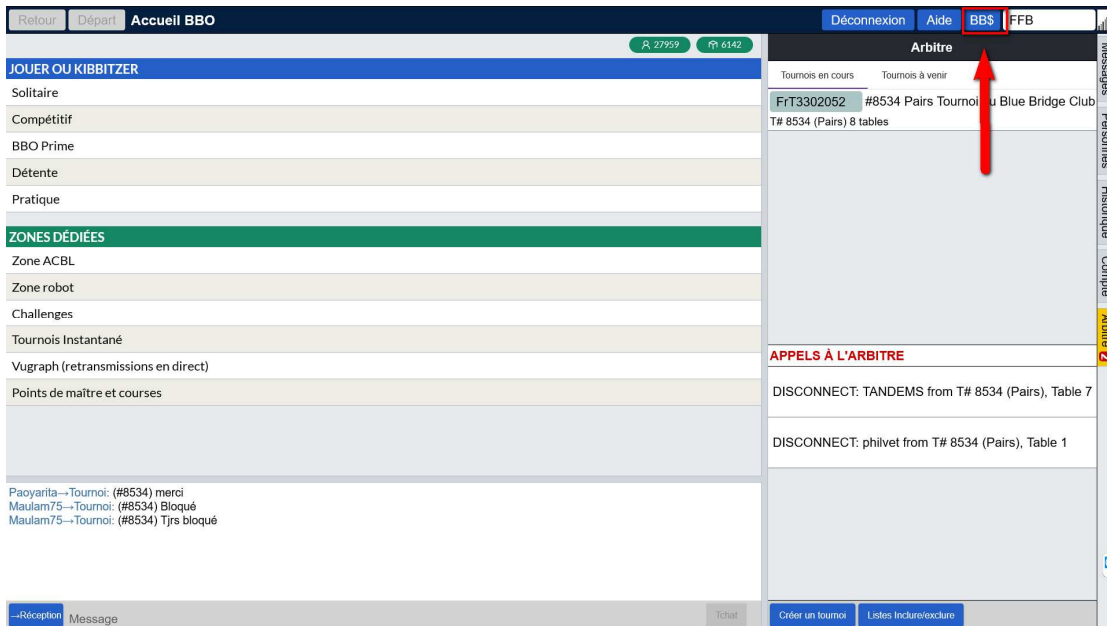 Retour Départ Accueil BBO Déconnexion Aide BB$ FFB
27959 6142
JOUER OU KIBBITZER
Solitaire
Compétitif
BBO Prime
Détente
Pratique
ZONES DÉDIÉES
Zone ACBL
Zone robot
Challenges
Tournois Instantané
Vugraph (retransmissions en direct)
Points de maître et courses
Paoyarita→Tournoi: (#8534) merci
Maulam75→Tournoi: (#8534) Bloqué
Maulam75→Tournoi: (#8534) Tjrs bloqué
→Réception Message Tchat
Arbitre
Tournois en cours Tournois à venir
FrT3302052 #8534 Pairs Tournoi u Blue Bridge Club
T# 8534 (Pairs) 8 tables
APPELS À L'ARBITRE
DISCONNECT: TANDEMS from T# 8534 (Pairs), Table 7
DISCONNECT: philvet from T# 8534 (Pairs), Table 1
Créer un tournoi Listes Inclure/exclure
Messages
Personnes
Historique
Compte
Arbitre 2